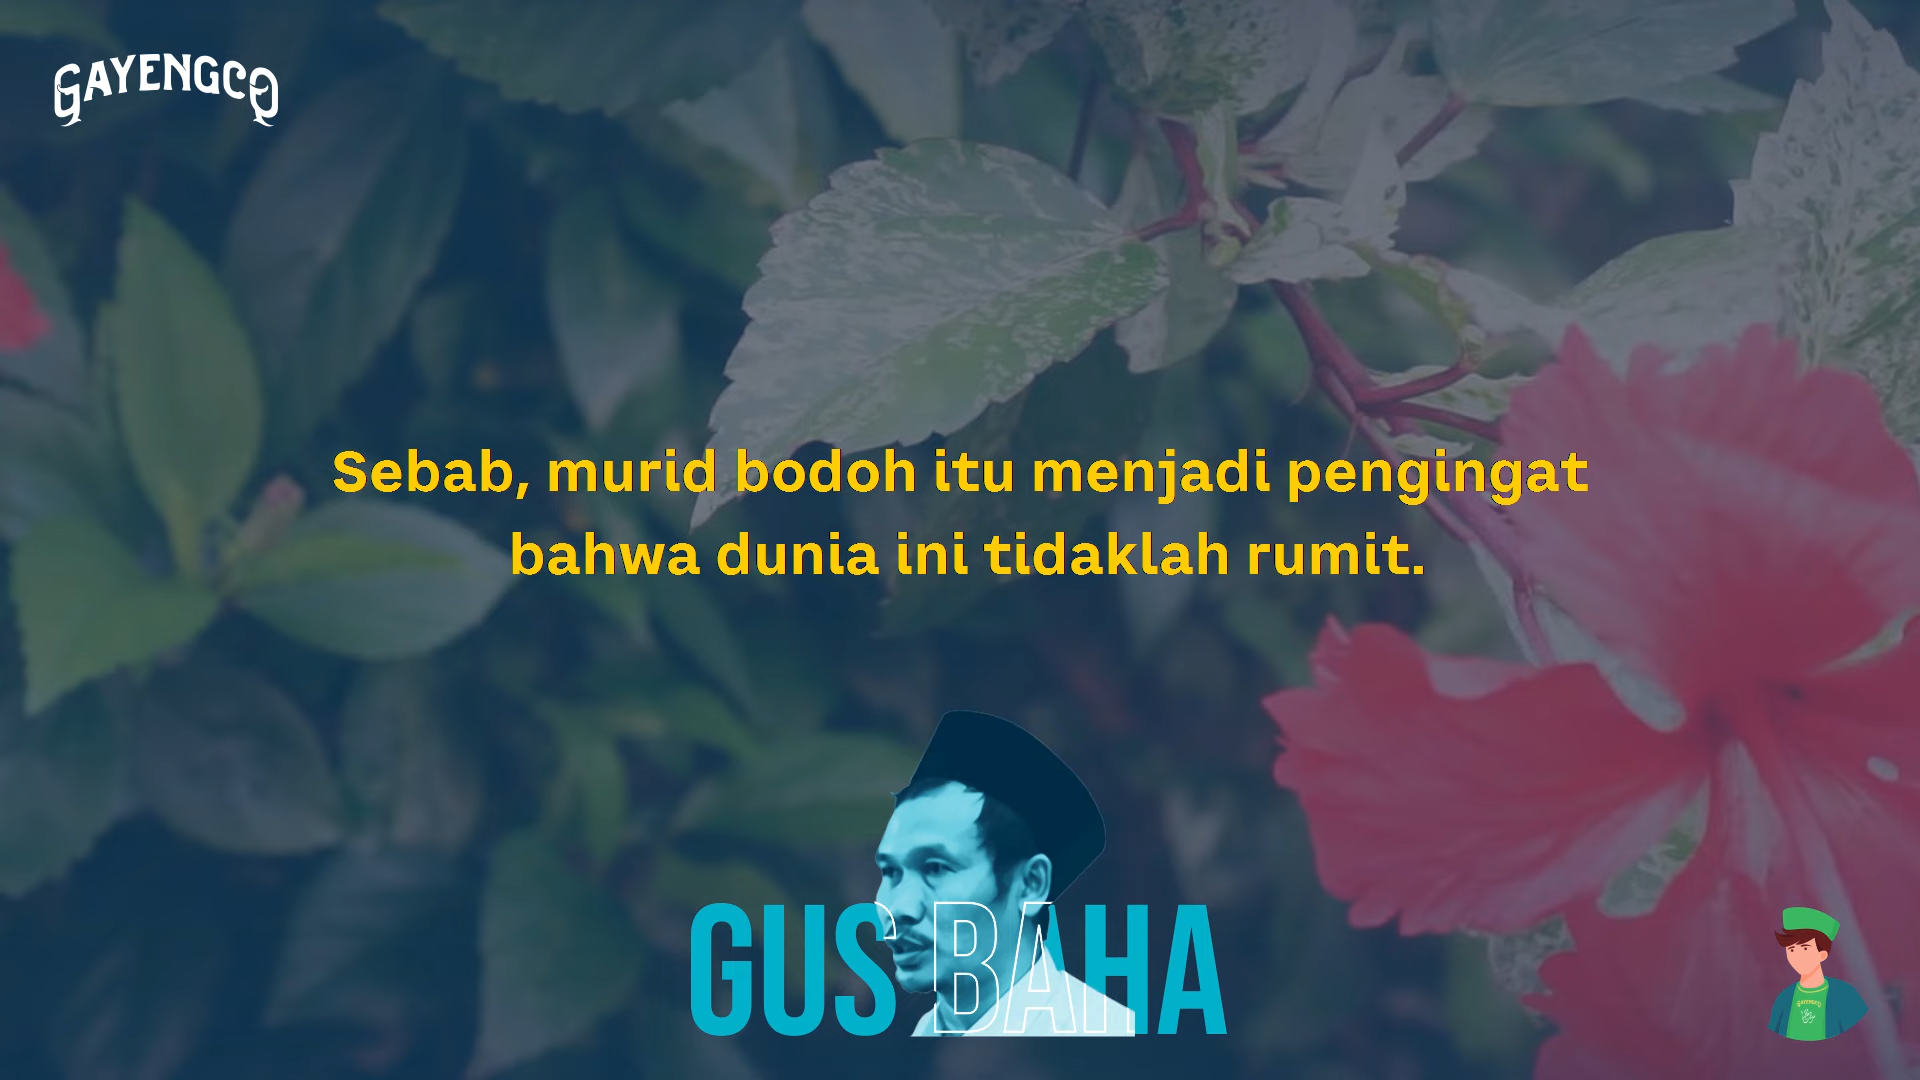 GAYENGCO
Sebab, murid bodoh itu menjadi pengingat
bahwa dunia ini tidaklah rumit.
GUS BAHA